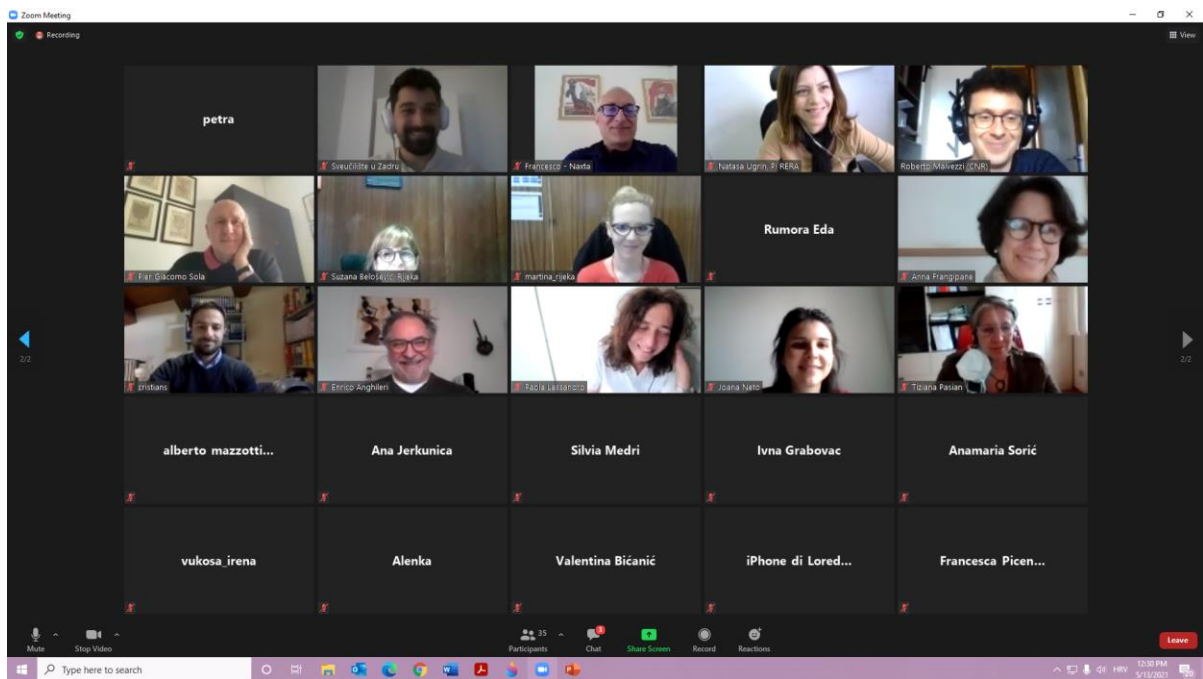 Zoom Meeting
Recording
View
petra
Sveučilište u Zadru
Francesco - Naxta
Natasa Ugrin, PI RERA
Roberto Malvezzi (CNR)
Pier Giacomo Sola
Suzana Belošević, Rijeka
martina_rijeka
Rumora Eda
Anna Frangipane
cristians
Enrico Anghileri
Paola Lassandro
Joana Neto
Tiziana Pasian
2/2
2/2
alberto mazzotti...
Ana Jerkunica
Silvia Medri
Ivna Grabovac
Anamaria Sorić
vukosa_irena
Alenka
Valentina Bićanić
iPhone di Lored...
Francesca Picen...
Mute
Stop Video
35
Participants
3
Chat
Share Screen
Record
Reactions
Leave
Type here to search
HRV
12:30 PM
5/13/2021
20